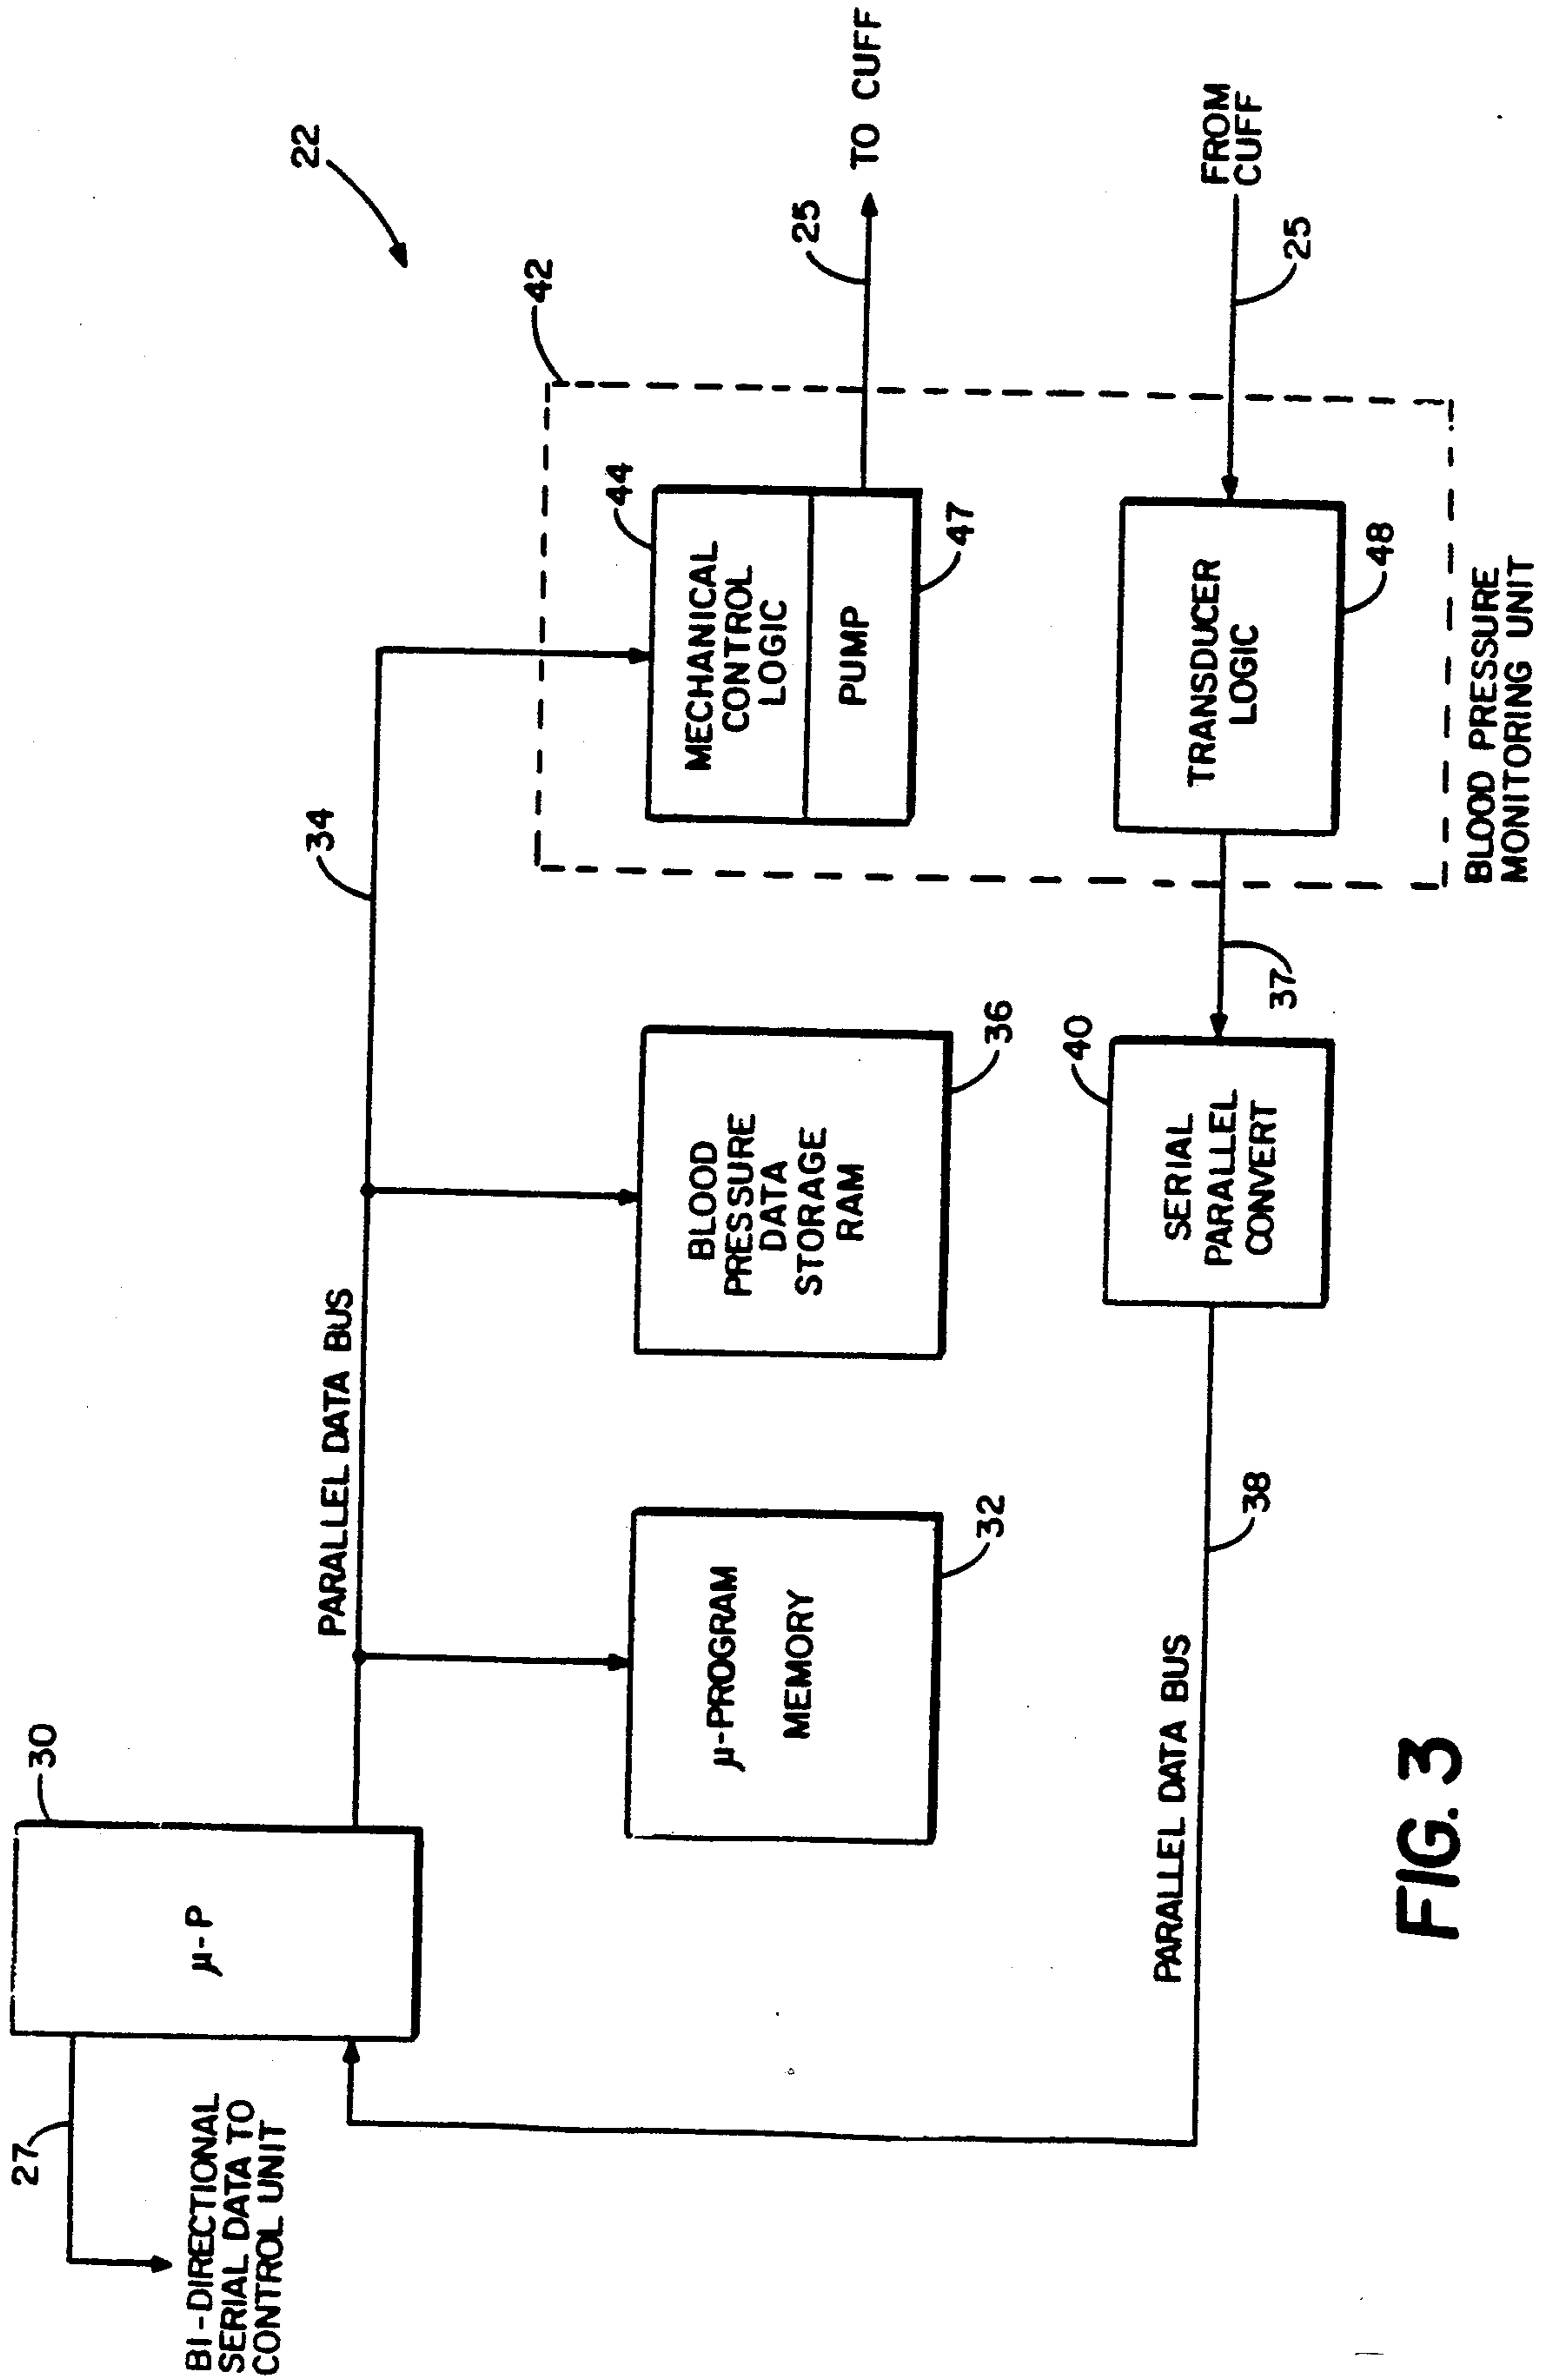 22
30
27
BI-DIRECTIONAL
SERIAL DATA TO
CONTROL UNIT
μ-P
PARALLEL DATA BUS
34
42
44
MECHANICAL
CONTROL
LOGIC
PUMP
47
25
TO CUFF
μ-PROGRAM
MEMORY
32
BLOOD
PRESSURE
DATA
STORAGE
RAM
36
40
SERIAL
PARALLEL
CONVERT
37
TRANSDUCER
LOGIC
48
FROM
CUFF
25
PARALLEL DATA BUS
38
BLOOD PRESSURE
MONITORING UNIT
FIG. 3